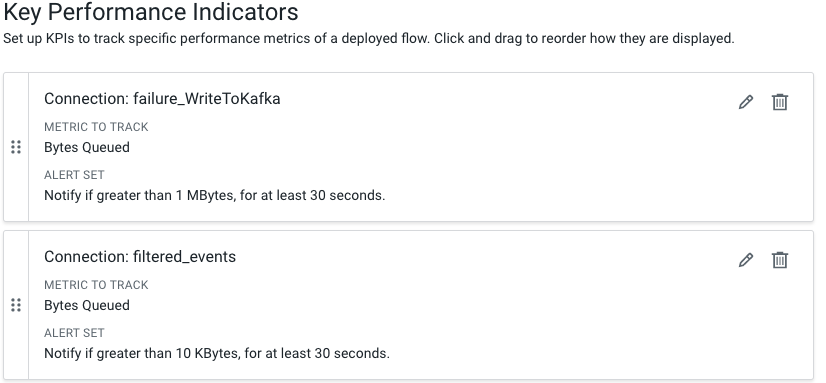 Key Performance Indicators
Set up KPIs to track specific performance metrics of a deployed flow. Click and drag to reorder how they are displayed.
Connection: failure_WriteToKafka
METRIC TO TRACK
Bytes Queued
ALERT SET
Notify if greater than 1 MBytes, for at least 30 seconds.
Connection: filtered_events
METRIC TO TRACK
Bytes Queued
ALERT SET
Notify if greater than 10 KBytes, for at least 30 seconds.